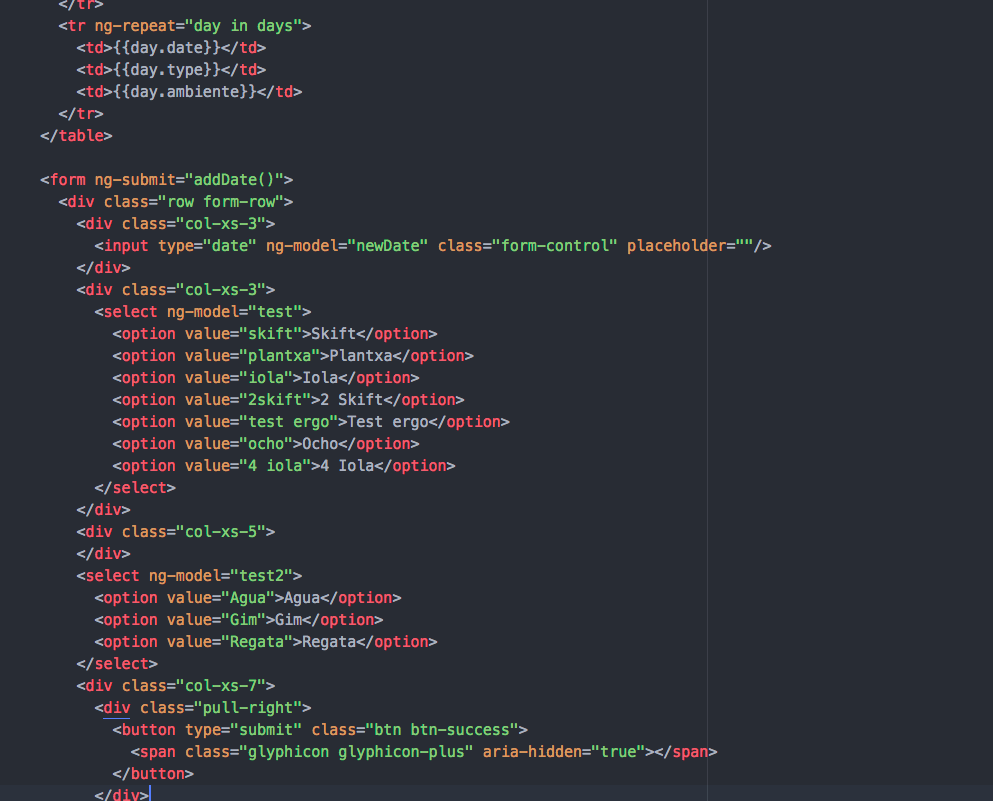 </tr>
<tr ng-repeat="day in days">
<td>{{day.date}}</td>
<td>{{day.type}}</td>
<td>{{day.ambiente}}</td>
</tr>
</table>
<form ng-submit="addDate()">
<div class="row form-row">
<div class="col-xs-3">
<input type="date" ng-model="newDate" class="form-control" placeholder=""/>
</div>
<div class="col-xs-3">
<select ng-model="test">
<option value="skift">Skift</option>
<option value="plantxa">Plantxa</option>
<option value="iola">Iola</option>
<option value="2skift">2 Skift</option>
<option value="test ergo">Test ergo</option>
<option value="ocho">Ocho</option>
<option value="4 iola">4 Iola</option>
</select>
</div>
<div class="col-xs-5">
</div>
<select ng-model="test2">
<option value="Agua">Agua</option>
<option value="Gim">Gim</option>
<option value="Regata">Regata</option>
</select>
<div class="col-xs-7">
<div class="pull-right">
<button type="submit" class="btn btn-success">
<span class="glyphicon glyphicon-plus" aria-hidden="true"></span>
</button>
</div>